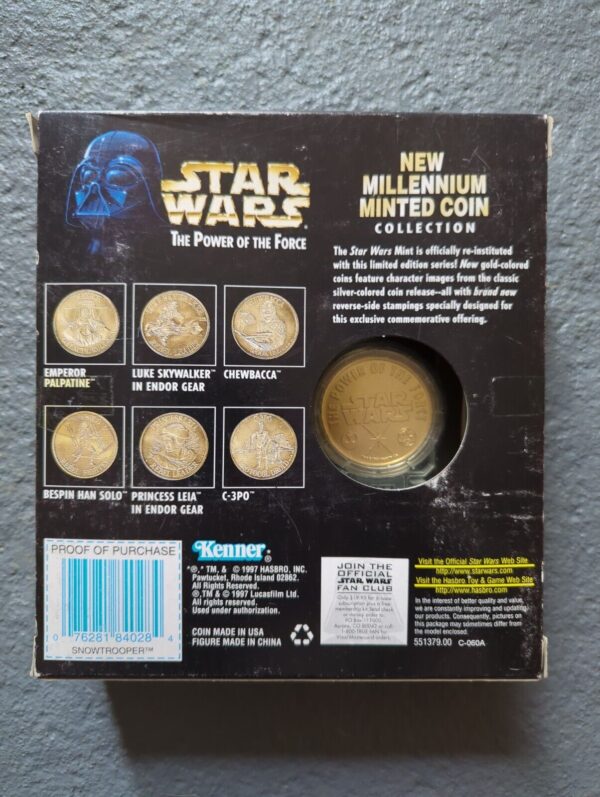 STAR
WARS
THE POWER OF THE FORCE
NEW
MILLENNIUM
MINTED COIN
COLLECTION
The Star Wars Mint is officially re-instituted
with this limited edition series! New gold-colored
coins feature character images from the classic
silver-colored coin release--all with brand new
reverse-side stampings specially designed for
this exclusive commemorative offering.
EMPEROR
PALPATINE™
LUKE SKYWALKER™
IN ENDOR GEAR
CHEWBACCA™
BESPIN HAN SOLO™
PRINCESS LEIA™
IN ENDOR GEAR
C-3PO™
THE POWER OF THE FORCE
STAR
WARS
PROOF OF PURCHASE
0 76281 84028 4
SNOWTROOPER™
Kenner®
®,* TM, & © 1997 HASBRO, INC.
Pawtucket, Rhode Island 02862.
All Rights Reserved.
®,TM & © 1997 Lucasfilm Ltd.
All rights reserved.
Used under authorization.
COIN MADE IN USA
FIGURE MADE IN CHINA
JOIN THE
OFFICIAL
STAR WARS
FAN CLUB
Visit the Official Star Wars Web Site
http://www.starwars.com
Visit the Hasbro Toy & Game Web Site
http://www.hasbro.com
In the interest of better quality and value,
we are constantly improving and updating
our products. Consequently, pictures on
this package may sometimes differ from
the model enclosed.
551379.00 C-060A